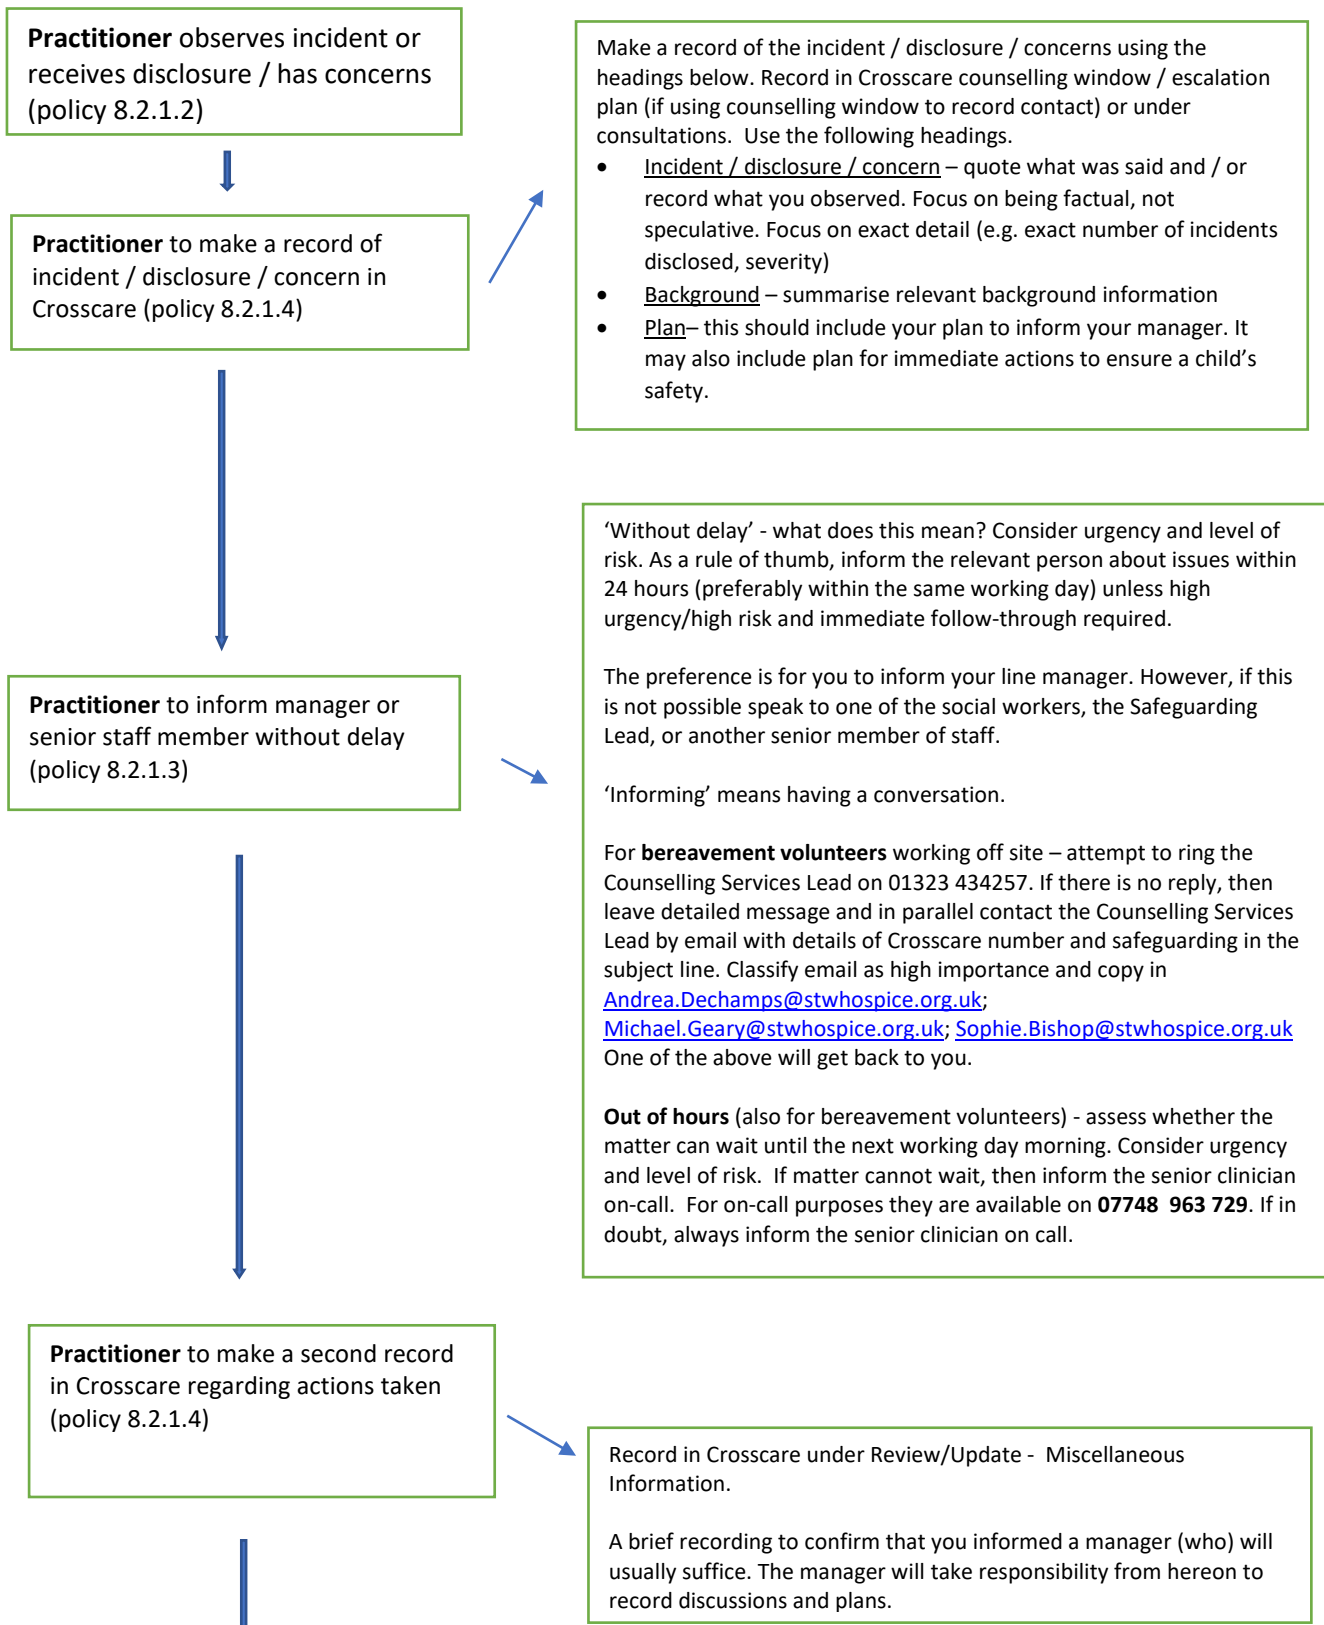 Practitioner observes incident or
receives disclosure / has concerns
(policy 8.2.1.2)
Make a record of the incident / disclosure / concerns using the
headings below. Record in Crosscare counselling window / escalation
plan (if using counselling window to record contact) or under
consultations.  Use the following headings.
• Incident / disclosure / concern – quote what was said and / or
record what you observed. Focus on being factual, not
speculative. Focus on exact detail (e.g. exact number of incidents
disclosed, severity)
• Background – summarise relevant background information
• Plan– this should include your plan to inform your manager. It
may also include plan for immediate actions to ensure a child’s
safety.
Practitioner to make a record of
incident / disclosure / concern in
Crosscare (policy 8.2.1.4)
Practitioner to inform manager or
senior staff member without delay
(policy 8.2.1.3)
‘Without delay’ - what does this mean? Consider urgency and level of
risk. As a rule of thumb, inform the relevant person about issues within
24 hours (preferably within the same working day) unless high
urgency/high risk and immediate follow-through required.
The preference is for you to inform your line manager. However, if this
is not possible speak to one of the social workers, the Safeguarding
Lead, or another senior member of staff.
‘Informing’ means having a conversation.
For bereavement volunteers working off site – attempt to ring the
Counselling Services Lead on 01323 434257. If there is no reply, then
leave detailed message and in parallel contact the Counselling Services
Lead by email with details of Crosscare number and safeguarding in the
subject line. Classify email as high importance and copy in
Andrea.Dechamps@stwhospice.org.uk;
Michael.Geary@stwhospice.org.uk; Sophie.Bishop@stwhospice.org.uk
One of the above will get back to you.
Out of hours (also for bereavement volunteers) - assess whether the
matter can wait until the next working day morning. Consider urgency
and level of risk.  If matter cannot wait, then inform the senior clinician
on-call.  For on-call purposes they are available on 07748  963 729. If in
doubt, always inform the senior clinician on call.
Practitioner to make a second record
in Crosscare regarding actions taken
(policy 8.2.1.4)
Record in Crosscare under Review/Update -  Miscellaneous
Information.
A brief recording to confirm that you informed a manager (who) will
usually suffice. The manager will take responsibility from hereon to
record discussions and plans.